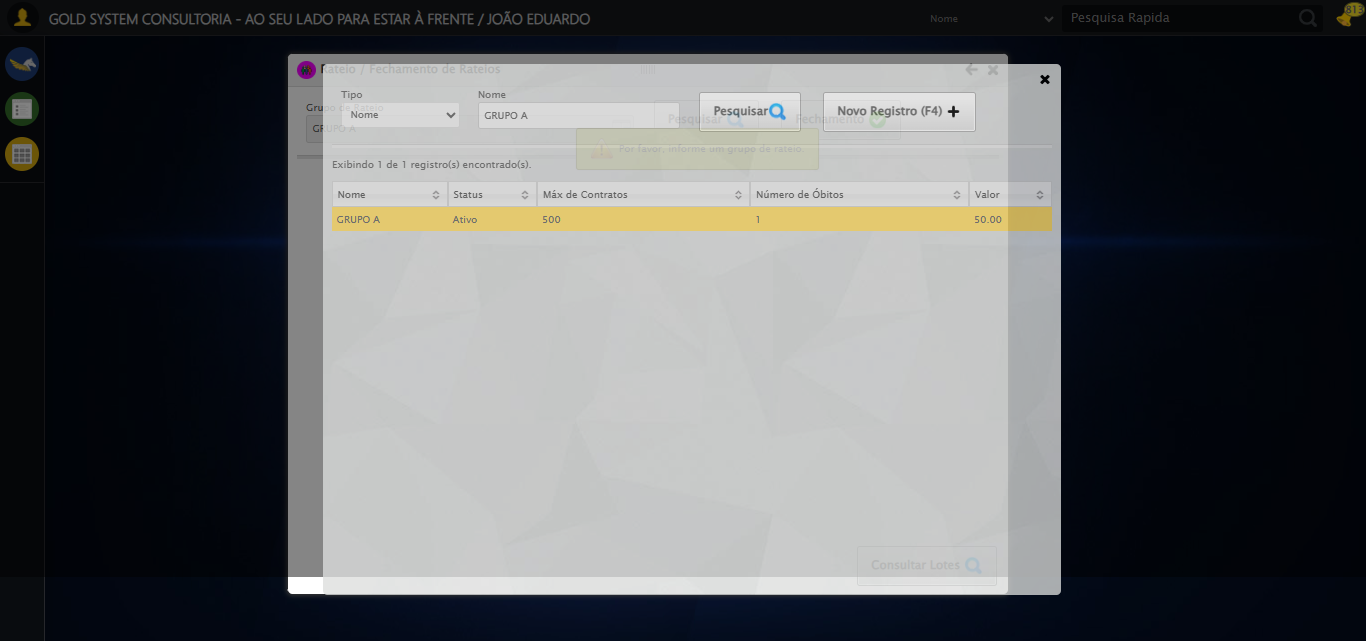 GOLD SYSTEM CONSULTORIA - AO SEU LADO PARA ESTAR À FRENTE / JOÃO EDUARDO
Nome
Pesquisa Rapida
813
Rateio / Fechamento de Rateios
Grupo de Rateio
GRUPO A
Pesquisar
Fechamento
Por favor, informe um grupo de rateio.
Tipo
Nome
Nome
GRUPO A
Pesquisar
Novo Registro (F4)
Exibindo 1 de 1 registro(s) encontrado(s).
Nome Status Máx de Contratos Número de Óbitos Valor
GRUPO A Ativo 500 1 50.00
Consultar Lotes